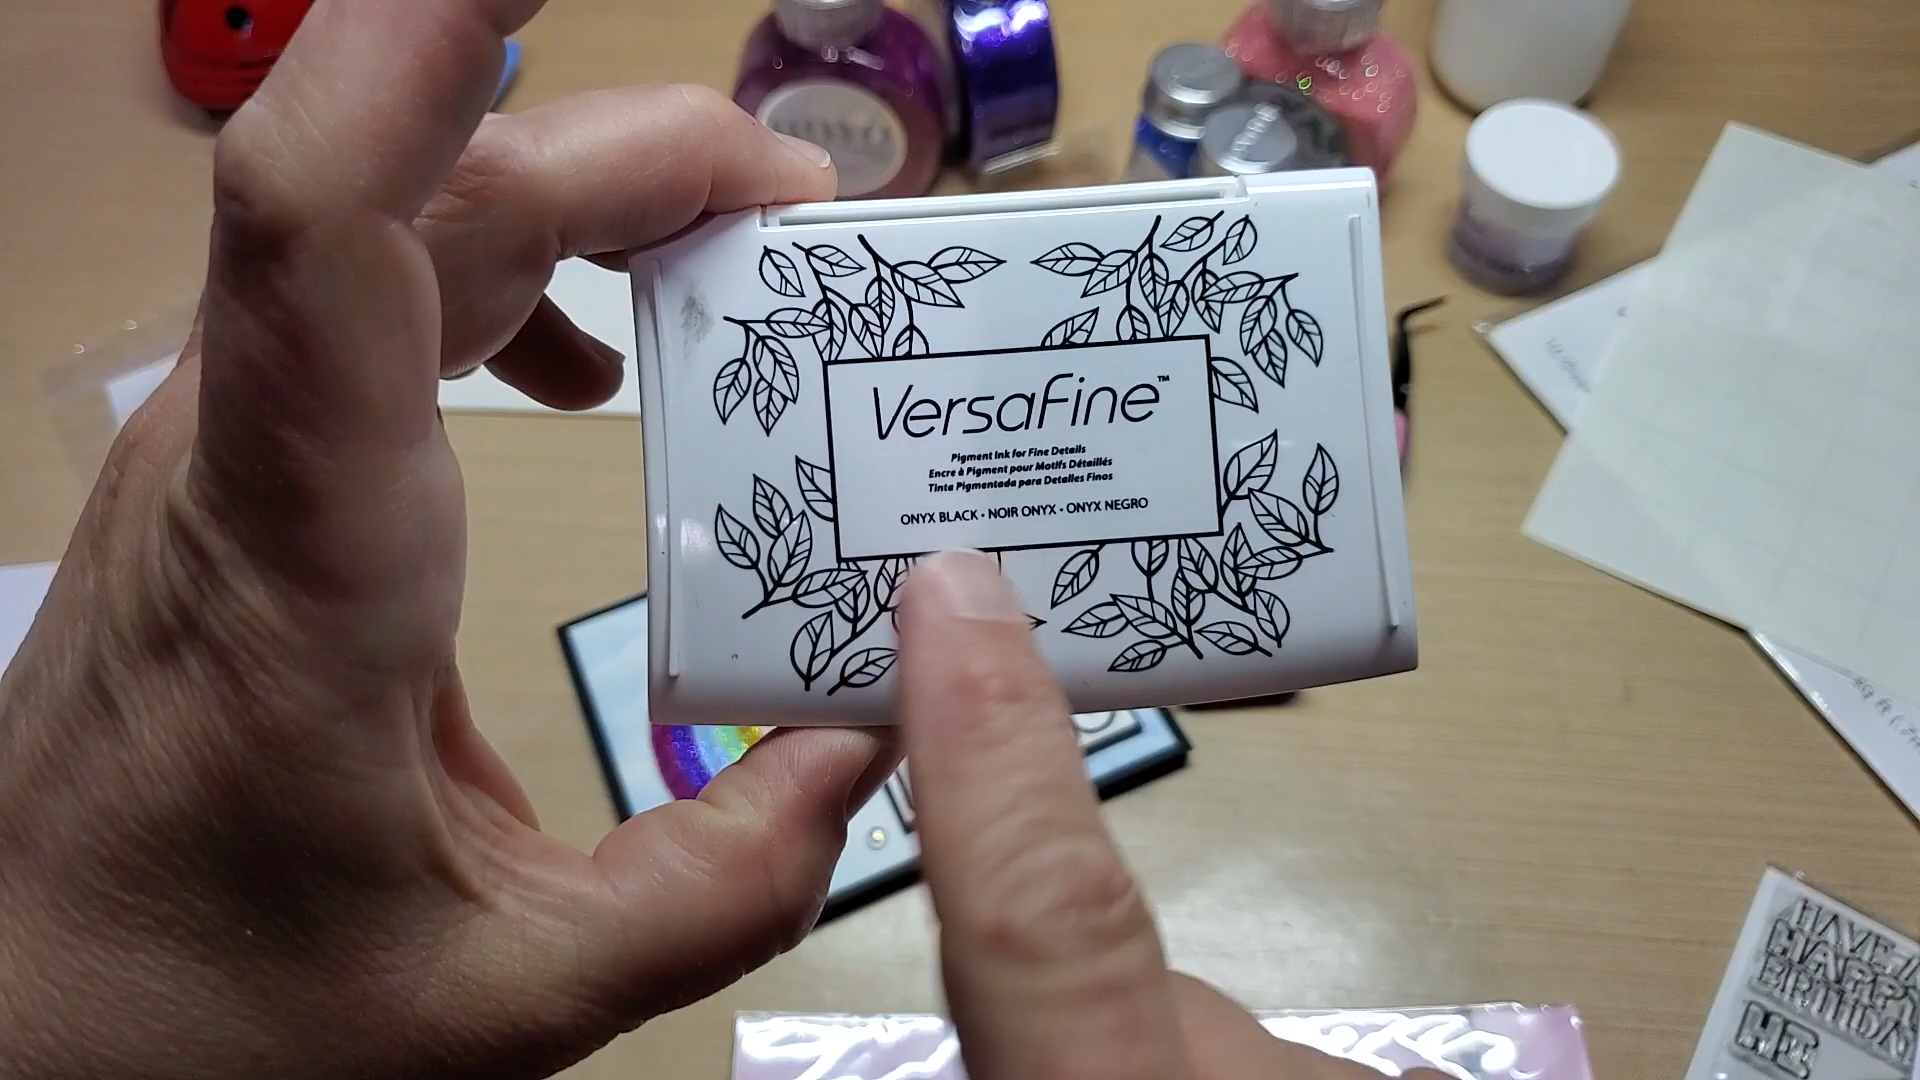 VersaFine™
Pigment Ink for Fine Details
Encre à Pigment pour Motifs Détaillés
Tinta Pigmentada para Detalles Finos
ONYX BLACK • NOIR ONYX • ONYX NEGRO
HAVE A
HAPPY
BIRTHDA